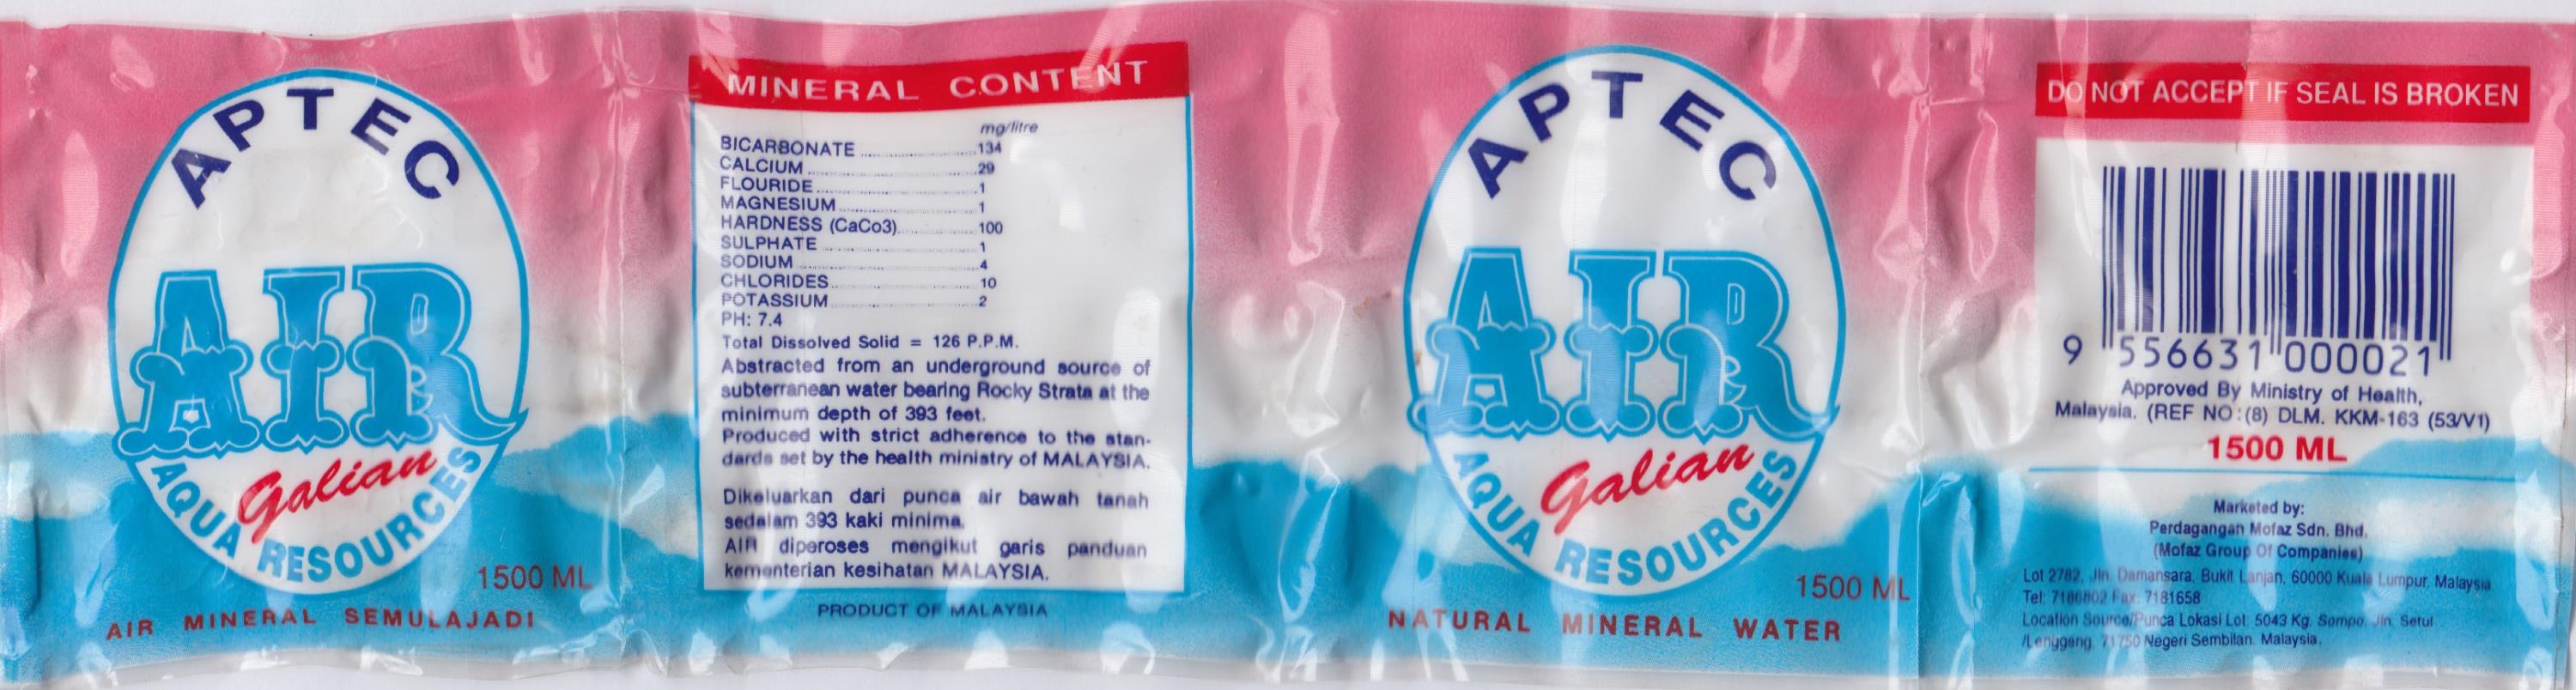 APTEC
AIR
Galian
AQUA RESOURCES
1500 ML
AIR MINERAL SEMULAJADI
MINERAL CONTENT
mg/litre
BICARBONATE ........ 134
CALCIUM ........ 29
FLOURIDE ........ 1
MAGNESIUM ........ 1
HARDNESS (CaCo3) ........ 100
SULPHATE ........ 1
SODIUM ........ 4
CHLORIDES ........ 10
POTASSIUM ........ 2
PH: 7.4
Total Dissolved Solid = 126 P.P.M.
Abstracted from an underground source of
subterranean water bearing Rocky Strata at the
minimum depth of 393 feet.
Produced with strict adherence to the stan-
dards set by the health ministry of MALAYSIA.
Dikeluarkan dari punca air bawah tanah
sedalam 393 kaki minima.
AIR diperoses mengikut garis panduan
kementerian kesihatan MALAYSIA.
PRODUCT OF MALAYSIA
APTEC
AIR
Galian
AQUA RESOURCES
1500 ML
NATURAL MINERAL WATER
DO NOT ACCEPT IF SEAL IS BROKEN
9 556631 000021
Approved By Ministry of Health,
Malaysia. (REF NO:(8) DLM. KKM-163 (53/V1)
1500 ML
Marketed by:
Perdagangan Mofaz Sdn. Bhd.
(Mofaz Group Of Companies)
Lot 2782, Jln. Damansara, Bukit Lanjan, 60000 Kuala Lumpur, Malaysia.
Tel: Fax: 7181658
Location Source/Punca Lokasi Lot. 5043 Kg. Sompo, Jln. Setul
/Lenggeng, 71750 Negeri Sembilan. Malaysia.